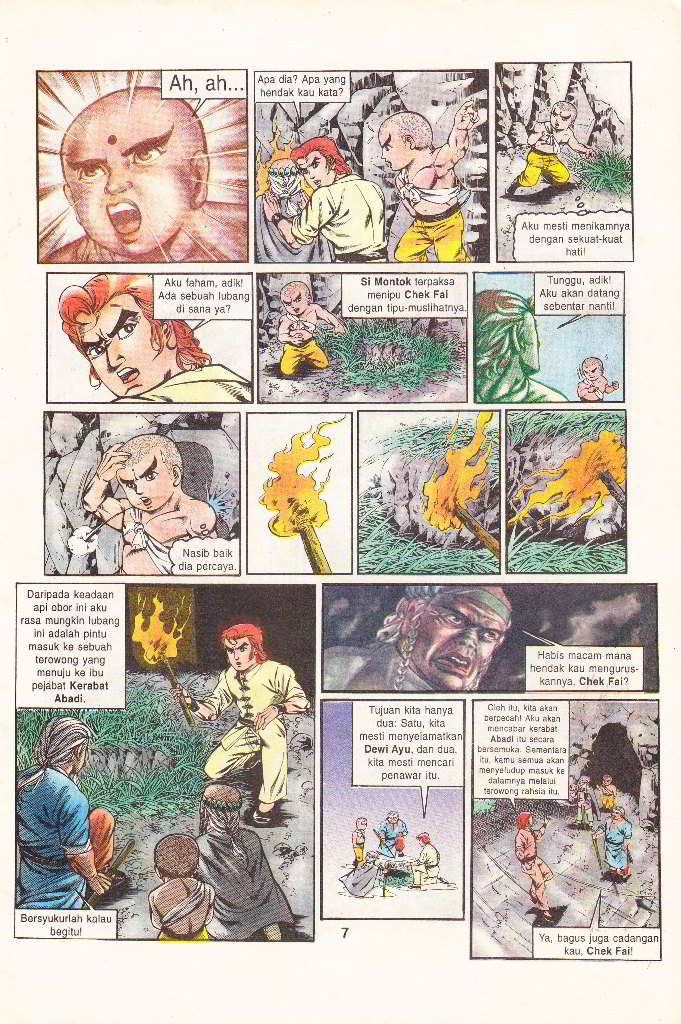 Ah, ah...
Apa dia? Apa yang
hendak kau kata?
Aku mesti menikamnya
dengan sekuat-kuat
hati!
Aku faham, adik!
Ada sebuah lubang
di sana ya?
Si Montok terpaksa
menipu Chek Fai
dengan tipu-muslihatnya.
Tunggu, adik!
Aku akan datang
sebentar nanti!
Nasib baik
dia percaya.
Daripada keadaan
api obor ini aku
rasa mungkin lubang
ini adalah pintu
masuk ke sebuah
terowong yang
menuju ke ibu
pejabat Kerabat
Abadi.
Bersyukurlah kalau
begitu!
Habis macam mana
hendak kau mengurus-
kannya, Chek Fai?
Tujuan kita hanya
dua: Satu, kita
mesti menyelamatkan
Dewi Ayu, dan dua,
kita mesti mencari
penawar itu.
Oleh itu, kita akan
berpecah! Aku akan
mencabar kerabat
Abadi itu secara
bersemuka. Sementara
itu, kamu semua akan
menyeludup masuk ke
dalamnya melalui
terowong rahsia itu.
Ya, bagus juga cadangan
kau, Chek Fai!
7